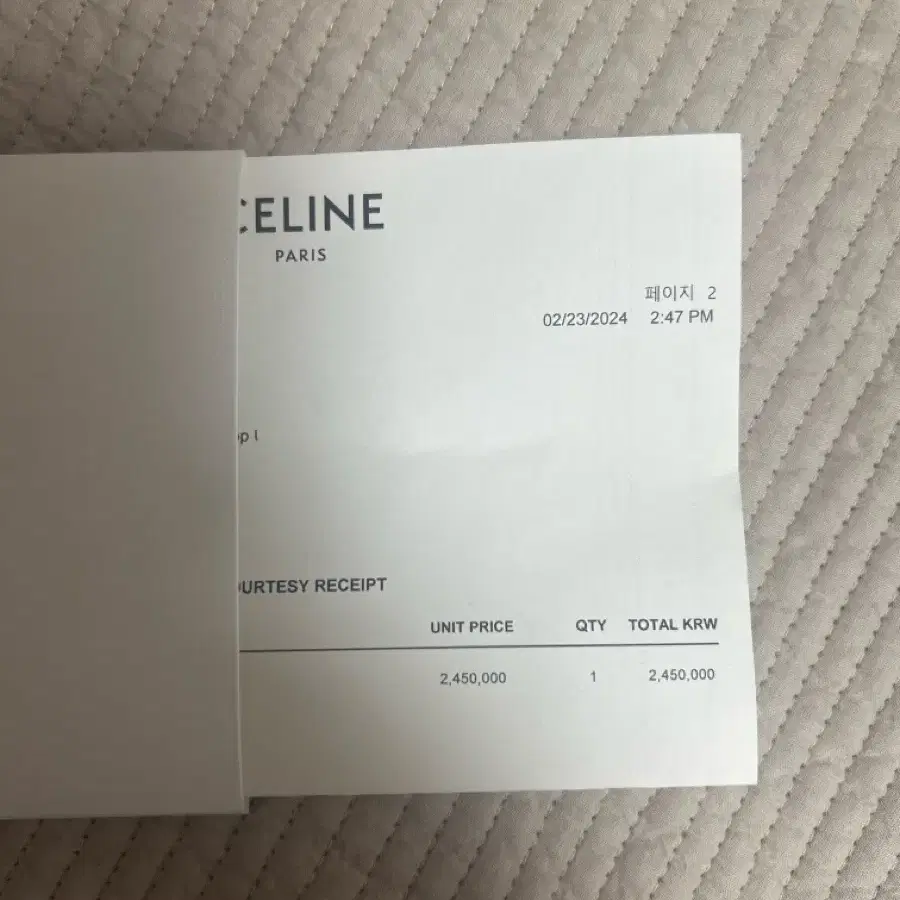 CELINE
PARIS
페이지 2
02/23/2024 2:47 PM
URTESY RECEIPT
UNIT PRICE QTY TOTAL KRW
2,450,000 1 2,450,000